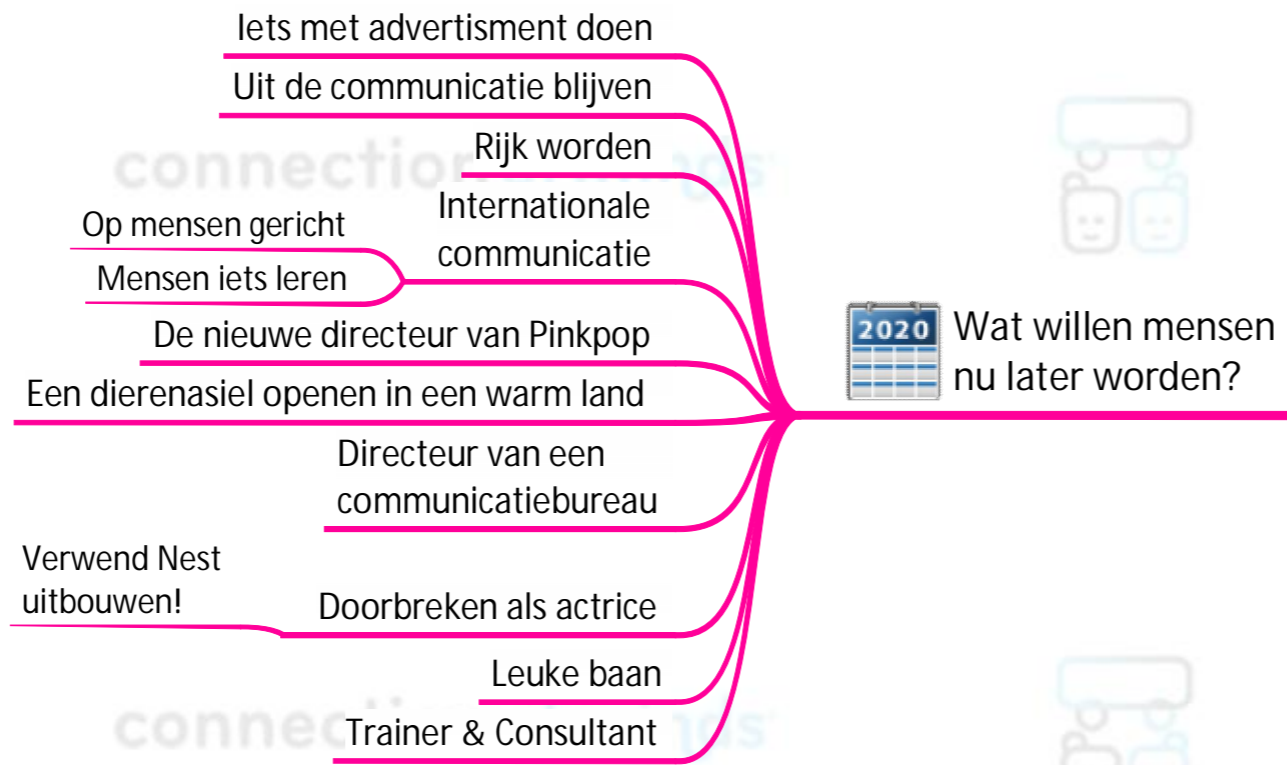 Iets met advertisment doen
Uit de communicatie blijven
Rijk worden
Internationale
communicatie
Op mensen gericht
Mensen iets leren
De nieuwe directeur van Pinkpop
Een dierenasiel openen in een warm land
Directeur van een
communicatiebureau
Doorbreken als actrice
Verwend Nest
uitbouwen!
Leuke baan
Trainer & Consultant
2020
Wat willen mensen
nu later worden?
connection